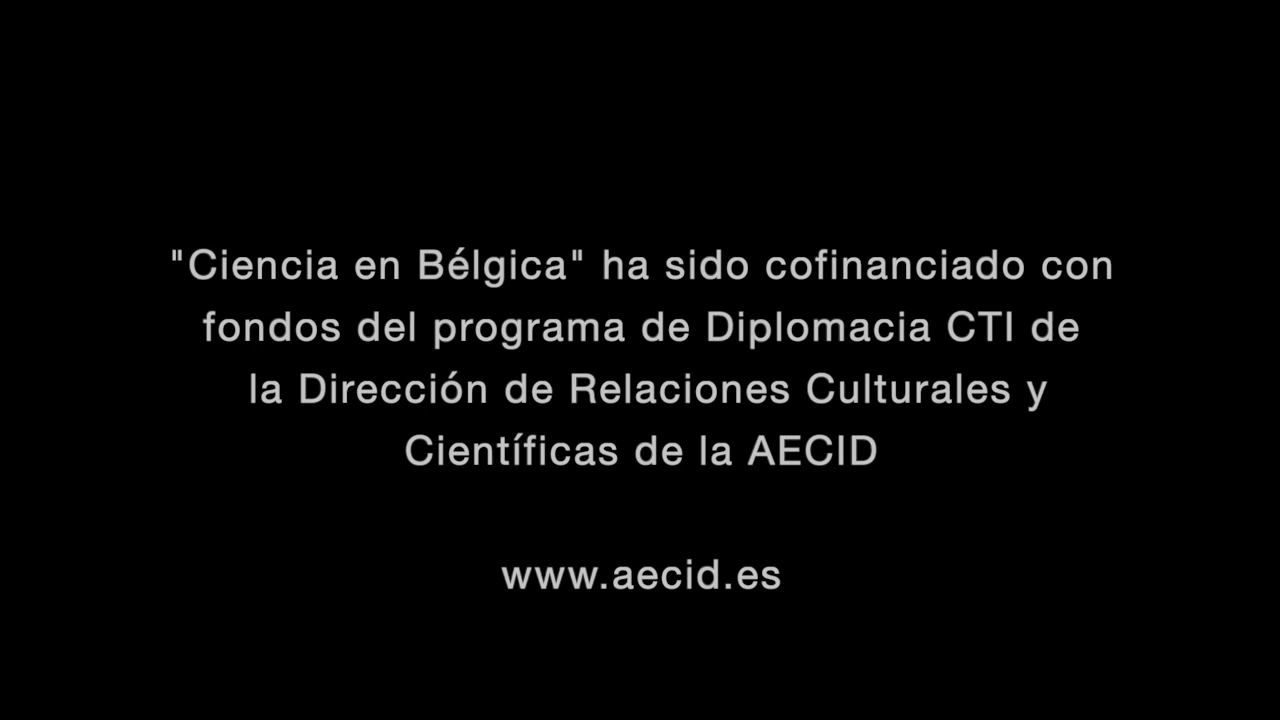 "Ciencia en Bélgica" ha sido cofinanciado con
fondos del programa de Diplomacia CTI de
la Dirección de Relaciones Culturales y
Científicas de la AECID
www.aecid.es